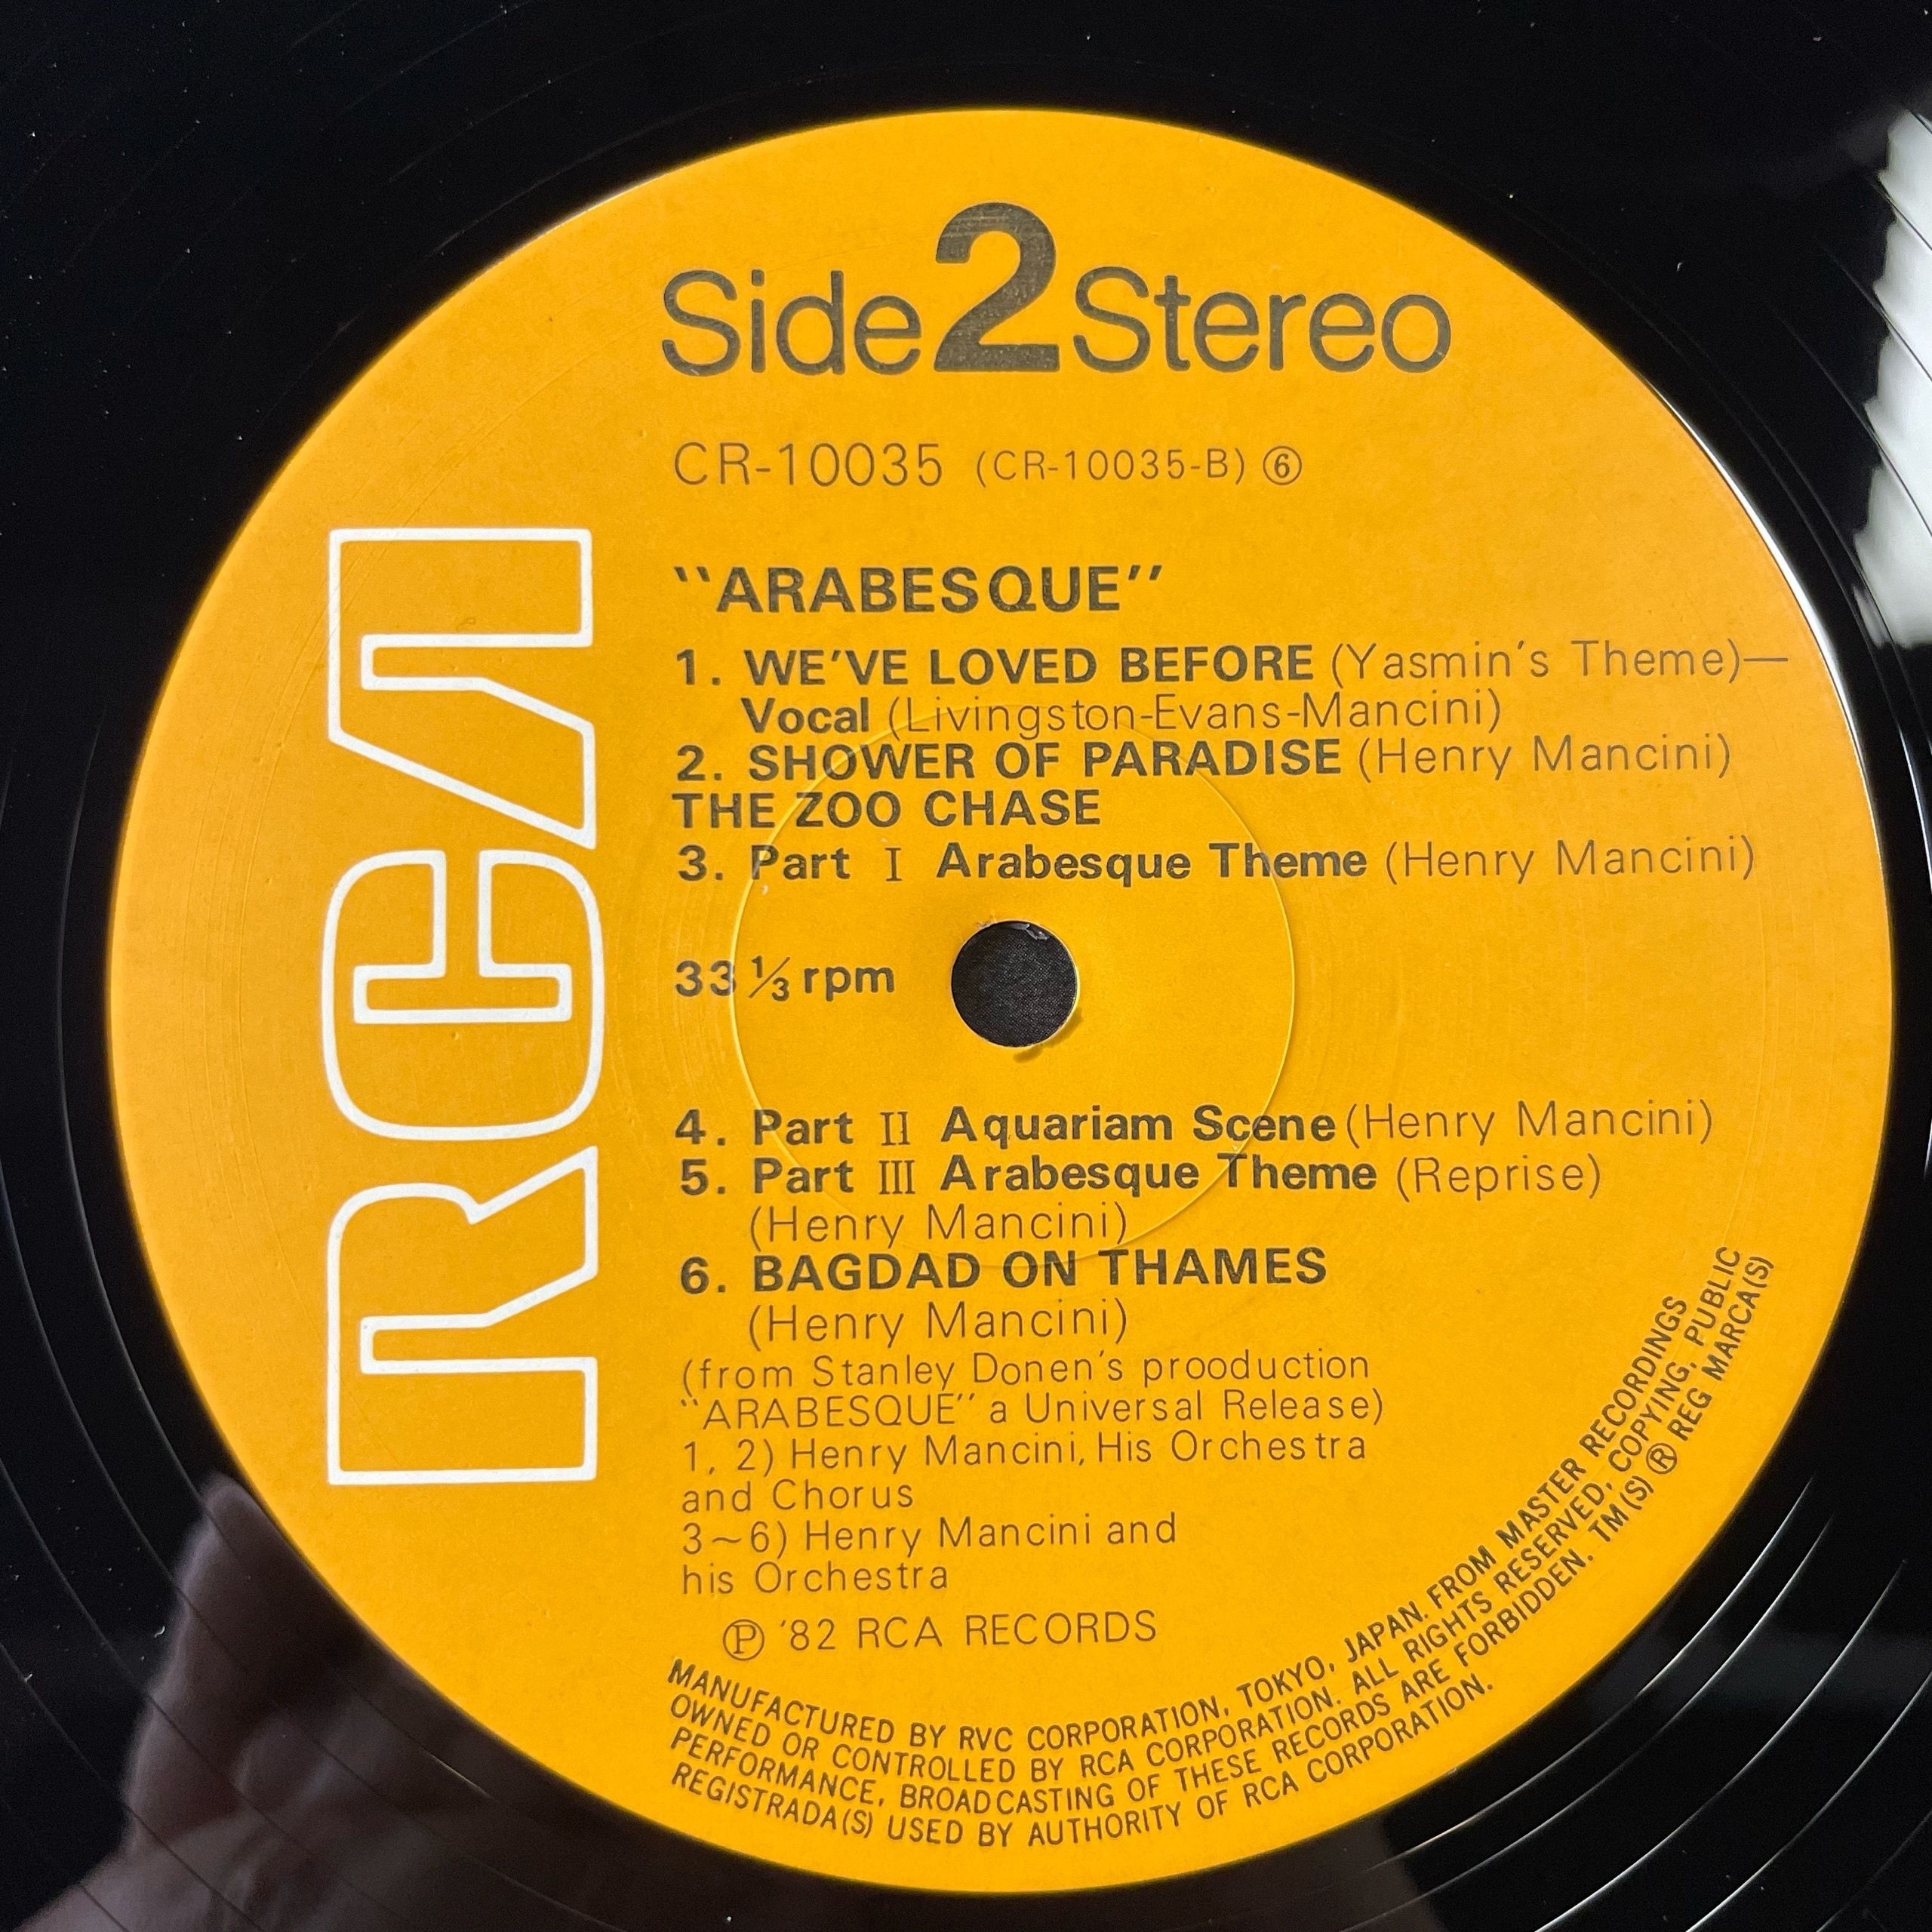 Side 2 Stereo
CR-10035 (CR-10035-B) ⑥
RCA
"ARABESQUE"
1. WE'VE LOVED BEFORE (Yasmin's Theme)—
Vocal (Livingston-Evans-Mancini)
2. SHOWER OF PARADISE (Henry Mancini)
THE ZOO CHASE
3. Part I Arabesque Theme (Henry Mancini)
33 1/3 rpm
4. Part II Aquariam Scene (Henry Mancini)
5. Part III Arabesque Theme (Reprise)
(Henry Mancini)
6. BAGDAD ON THAMES
(Henry Mancini)
(from Stanley Donen's prooduction
"ARABESQUE" a Universal Release)
1, 2) Henry Mancini, His Orchestra
and Chorus
3~6) Henry Mancini and
his Orchestra
℗ '82 RCA RECORDS
MANUFACTURED BY RVC CORPORATION, TOKYO, JAPAN. FROM MASTER RECORDINGS
OWNED OR CONTROLLED BY RCA CORPORATION. ALL RIGHTS RESERVED, COPYING, PUBLIC
PERFORMANCE, BROADCASTING OF THESE RECORDS ARE FORBIDDEN. TM(S) ® REG MARCA(S)
REGISTRADA(S) USED BY AUTHORITY OF RCA CORPORATION.